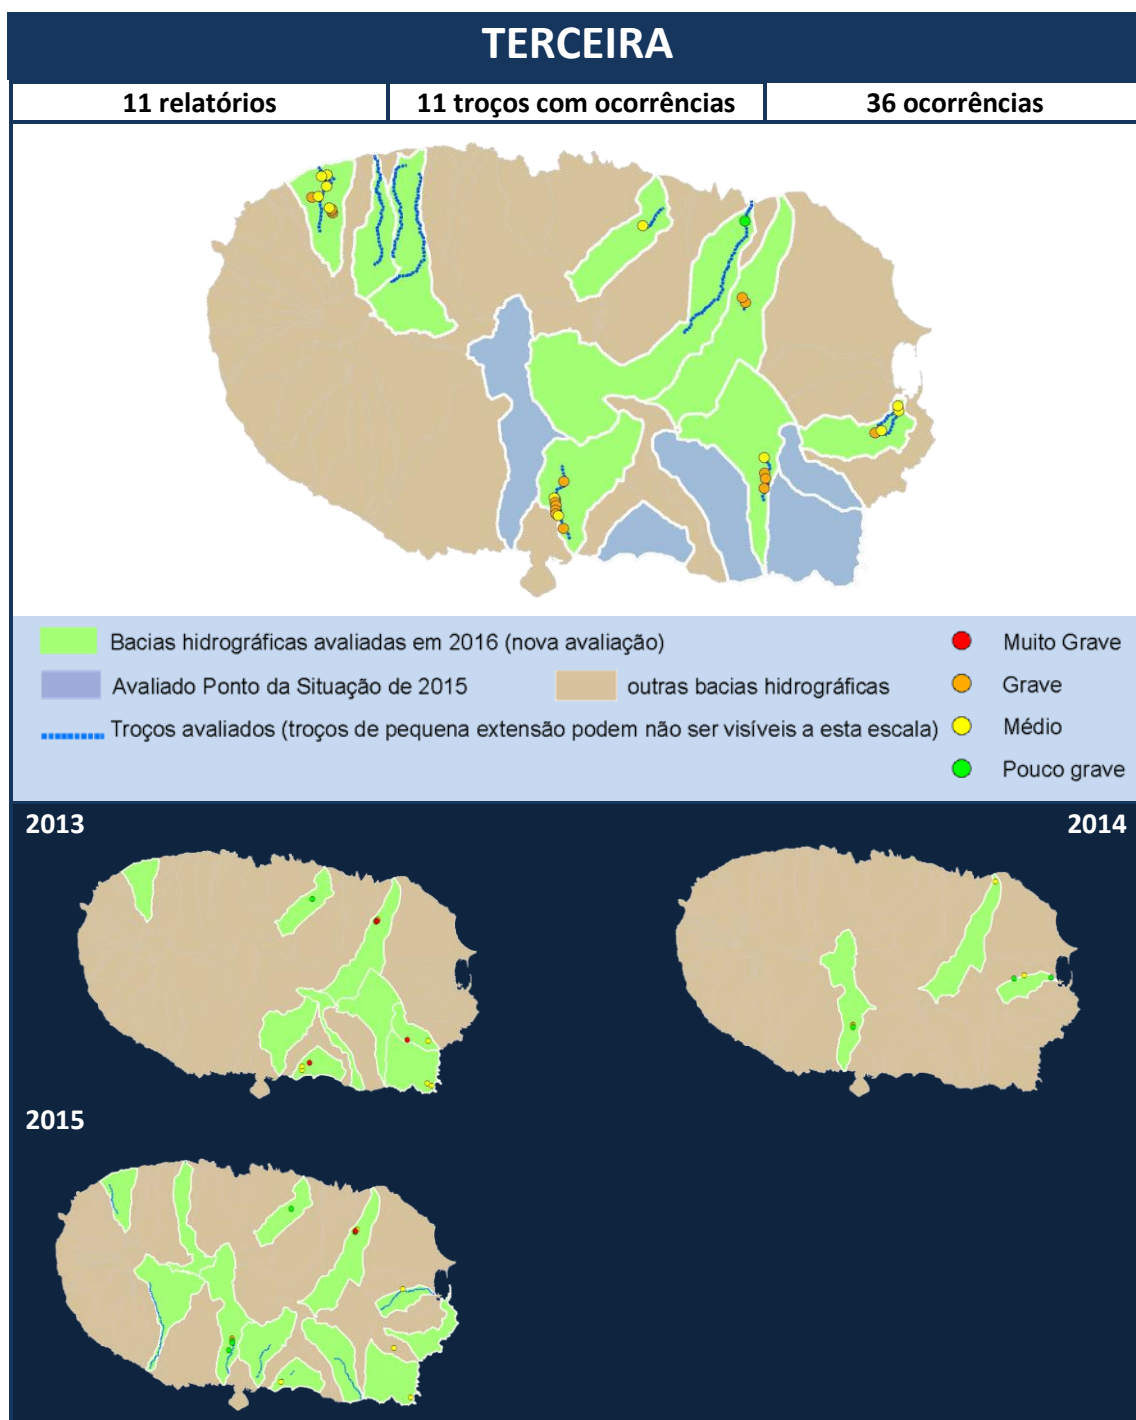 TERCEIRA
11 relatórios
11 troços com ocorrências
36 ocorrências
Bacias hidrográficas avaliadas em 2016 (nova avaliação)
Muito Grave
Avaliado Ponto da Situação de 2015
outras bacias hidrográficas
Grave
Troços avaliados (troços de pequena extensão podem não ser visíveis a esta escala)
Médio
Pouco grave
2013
2014
2015